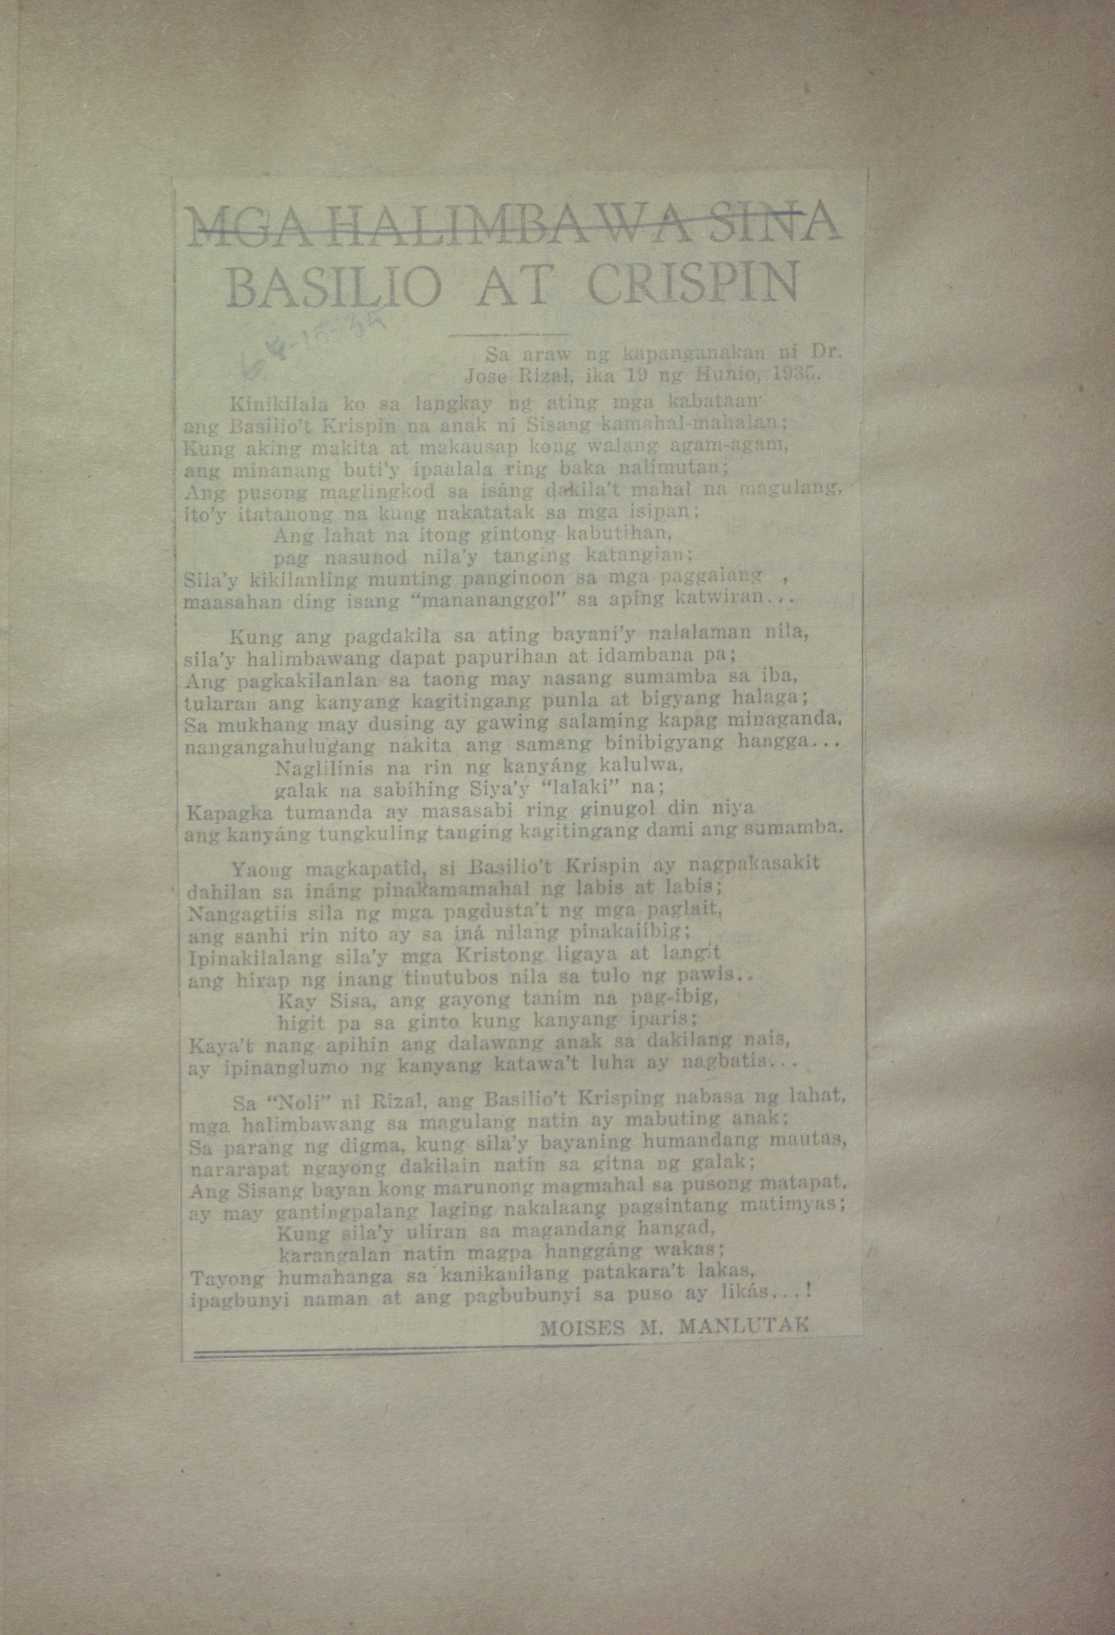 MGA HALIMBAWA SINA
BASILIO AT CRISPIN
Sa araw ng kapanganakan ni Dr.
Jose Rizal, ika 19 ng Hunio, 1935.
Kinikilala ko sa langkay ng ating mga kabataan
ang Basilio't Krispin na anak ni Sisang kamahal-mahalan;
Kung aking makita at makausap kong walang agam-agam,
ang minanang buti'y ipaalala ring baka nalimutan;
Ang pusong maglingkod sa isáng dakila't mahal na magulang,
ito'y itatanong na kung nakatatak sa mga isipan;
Ang lahat na itong gintong kabutihan,
pag nasunod nila'y tanging katangian;
Sila'y kikilanling munting panginoon sa mga paggalang ,
maasahan ding isang “manananggol” sa aping katwiran...
Kung ang pagdakila sa ating bayani'y nalalaman nila,
sila'y halimbawang dapat papurihan at idambana pa;
Ang pagkakilanlan sa taong may nasang sumamba sa iba,
tularan ang kanyang kagitingang punla at bigyang halaga;
Sa mukhang may dusing ay gawing salaming kapag minaganda,
nangangahulugang nakita ang samáng binibigyang hangga...
Naglilinis na rin ng kanyáng kalulwa,
galak na sabihing Siya'y “lalaki” na;
Kapagka tumanda ay masasabi ring ginugol din niya
ang kanyáng tungkuling tanging kagitingang dami ang sumamba.
Yaong magkapatid, si Basilio't Krispin ay nagpakasakit
dahilan sa ináng pinakamamahal ng labis at labis;
Nangagtiis sila ng mga pagdusta't ng mga paglait,
ang sanhi rin nito ay sa iná nilang pinakaiibig;
Ipinakilalang sila'y mga Kristong ligaya at langit
ang hirap ng inang tinutubos nila sa tulo ng pawis..
Kay Sisa, ang gayong tanim na pag-ibig,
higit pa sa ginto kung kanyang iparis;
Kaya't nang apihin ang dalawang anak sa dakilang nais,
ay ipinanglumo ng kanyang katawa't luha ay nagbatis...
Sa “Noli” ni Rizal, ang Basilio't Krisping nabasa ng lahat,
mga halimbawang sa magulang natin ay mabuting anak;
Sa parang ng digma, kung sila'y bayaning humandang mautas,
nararapat ngayong dakilain natin sa gitna ng galak;
Ang Sisang bayan kong marunong magmahal sa pusong matapat,
ay may gantingpalang laging nakalaang pagsintang matimyas;
Kung sila'y uliran sa magandang hangad,
karangalan natin magpa hanggáng wakas;
Tayong humahanga sa kanikanilang patakara't lakas,
ipagbunyi naman at ang pagbubunyi sa puso ay likás...!
MOISES M. MANLUTAK